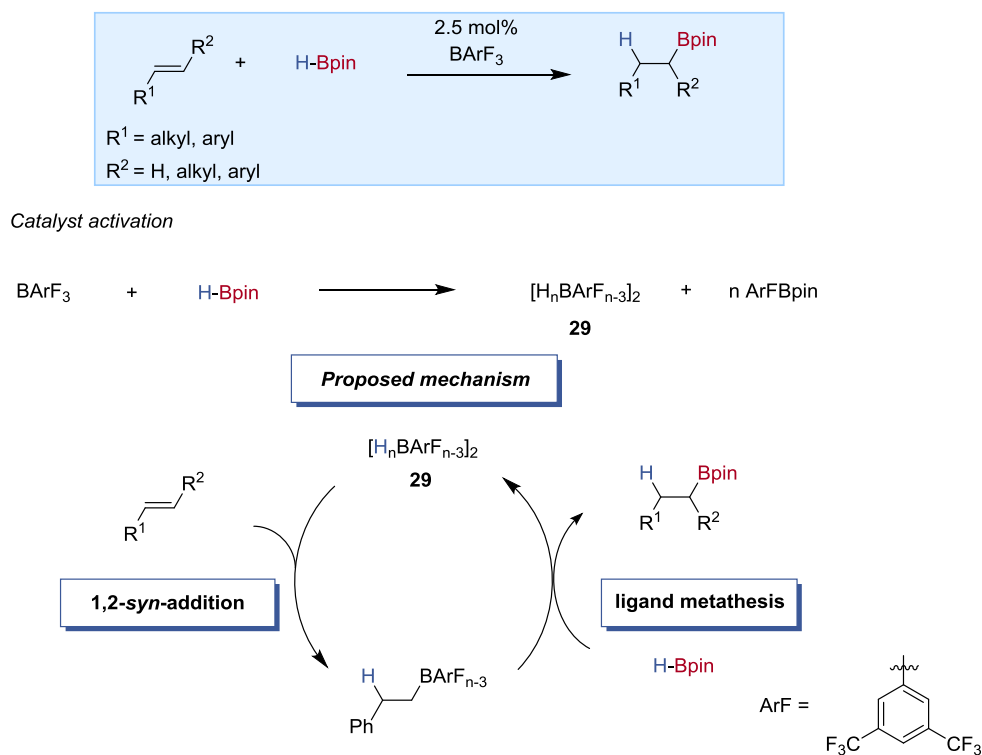 2.5 mol%
BArF₃
R²
R¹
+
H-Bpin
H
Bpin
R¹
R²
R¹ = alkyl, aryl
R² = H, alkyl, aryl
Catalyst activation
BArF₃ + H-Bpin [HₙBArFₙ₋₃]₂ + n ArFBpin
29
Proposed mechanism
[HₙBArFₙ₋₃]₂
29
R²
R¹
H
Bpin
R¹
R²
1,2-syn-addition
ligand metathesis
H-Bpin
H
BArFₙ₋₃
Ph
ArF =
F₃C
CF₃